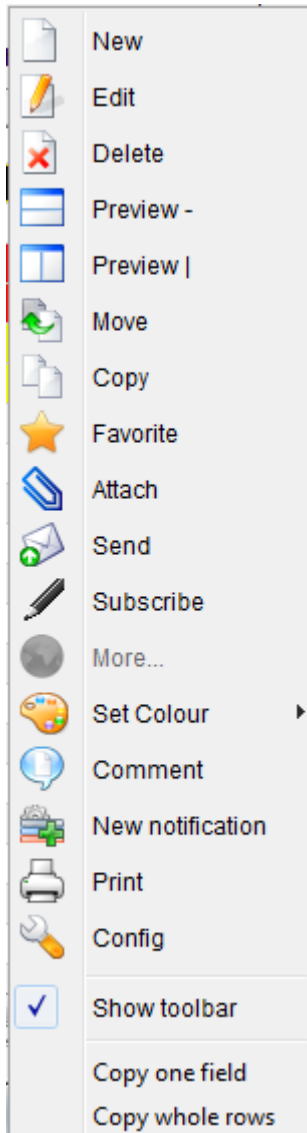 New
Edit
Delete
Preview -
Preview |
Move
Copy
Favorite
Attach
Send
Subscribe
More...
Set Colour
Comment
New notification
Print
Config
Show toolbar
Copy one field
Copy whole rows